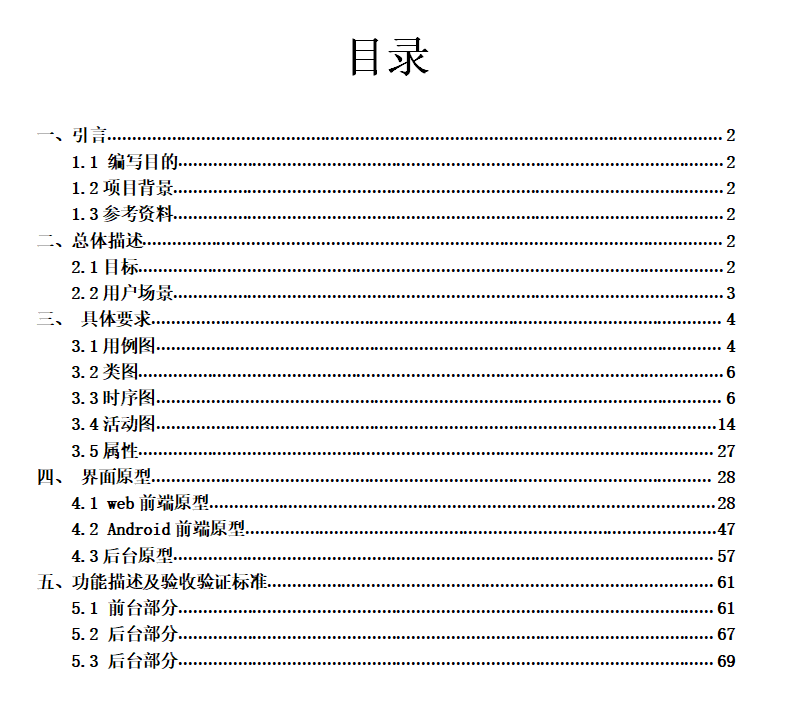 目录
一、引言 2
1.1 编写目的 2
1.2 项目背景 2
1.3 参考资料 2
二、总体描述 2
2.1 目标 2
2.2 用户场景 3
三、 具体要求 4
3.1 用例图 4
3.2 类图 6
3.3 时序图 6
3.4 活动图 14
3.5 属性 27
四、 界面原型 28
4.1 web 前端原型 28
4.2 Android 前端原型 47
4.3 后台原型 57
五、功能描述及验收验证标准 61
5.1 前台部分 61
5.2 后台部分 67
5.3 后台部分 69